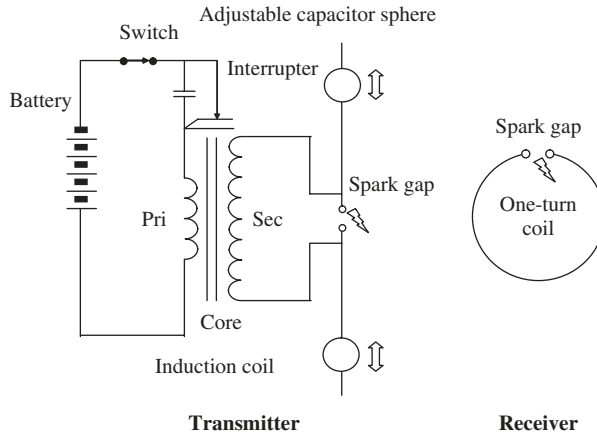 Adjustable capacitor sphere
Switch
Interrupter
Battery
Spark gap
Spark gap
Pri
Sec
One-turn
coil
Core
Induction coil
Transmitter
Receiver